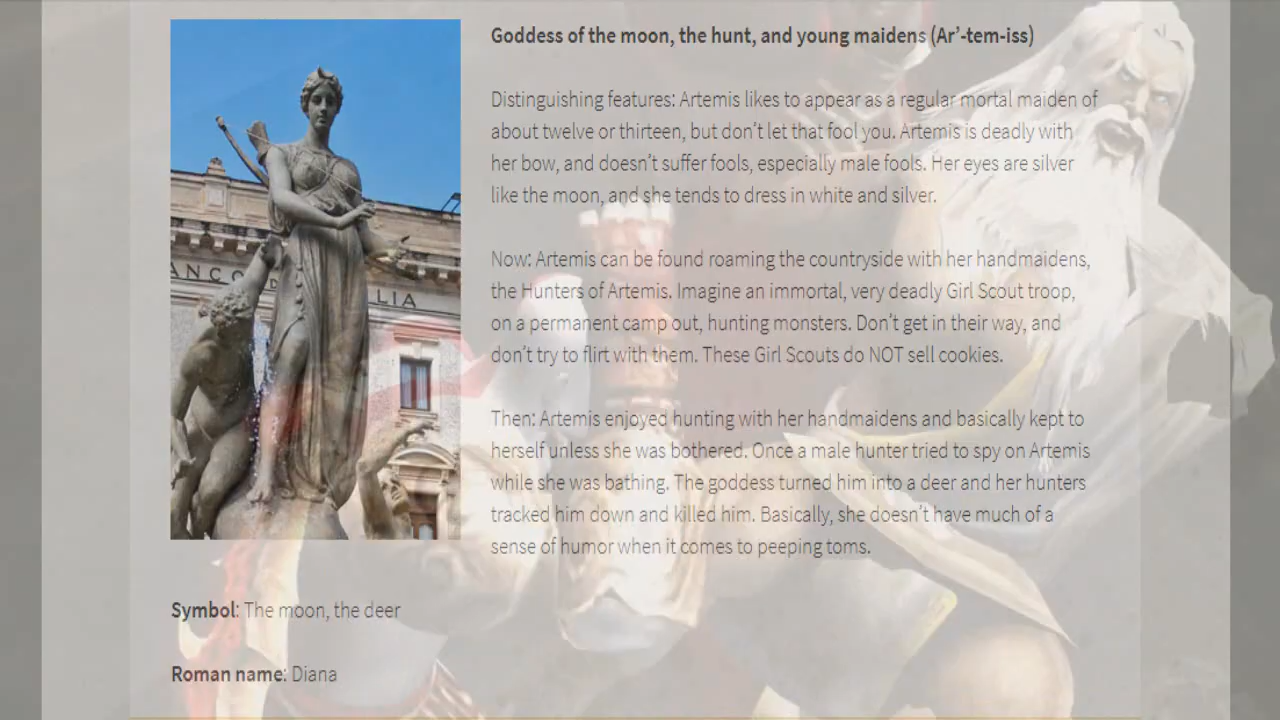 Goddess of the moon, the hunt, and young maidens (Ar’-tem-iss)
Distinguishing features: Artemis likes to appear as a regular mortal maiden of
about twelve or thirteen, but don’t let that fool you. Artemis is deadly with
her bow, and doesn’t suffer fools, especially male fools. Her eyes are silver
like the moon, and she tends to dress in white and silver.
Now: Artemis can be found roaming the countryside with her handmaidens,
the Hunters of Artemis. Imagine an immortal, very deadly Girl Scout troop,
on a permanent camp out, hunting monsters. Don’t get in their way, and
don’t try to flirt with them. These Girl Scouts do NOT sell cookies.
Then: Artemis enjoyed hunting with her handmaidens and basically kept to
herself unless she was bothered. Once a male hunter tried to spy on Artemis
while she was bathing. The goddess turned him into a deer and her hunters
tracked him down and killed him. Basically, she doesn’t have much of a
sense of humor when it comes to peeping toms.
Symbol: The moon, the deer
Roman name: Diana